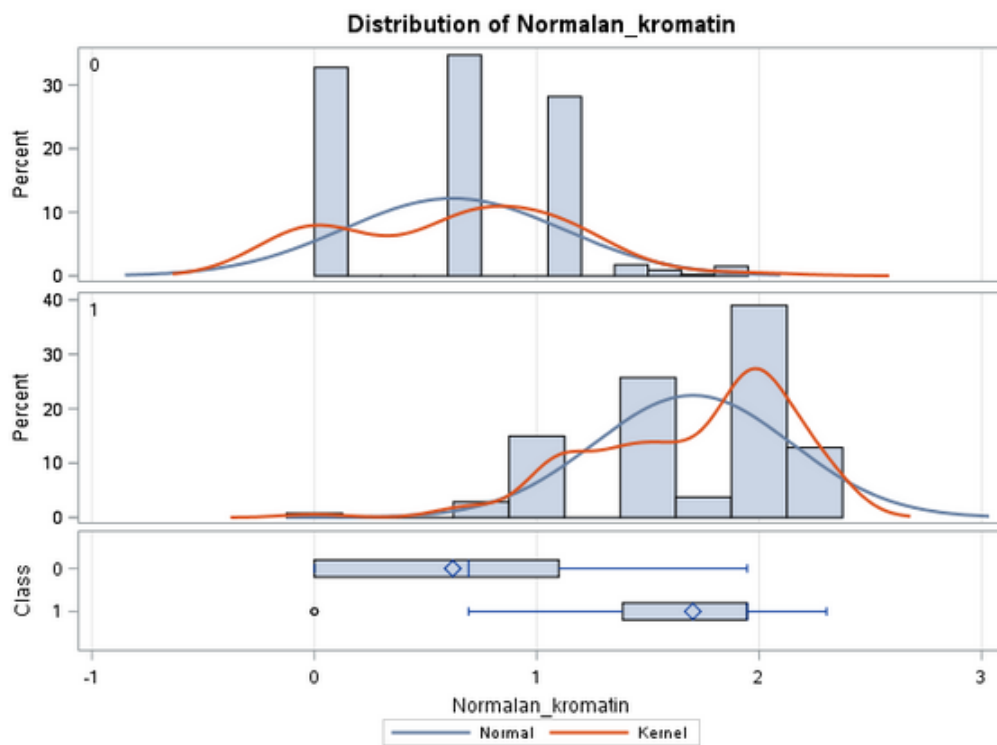 Distribution of Normalan_kromatin
0
30
20
10
0
Percent
1
40
30
20
10
0
Percent
0
1
Class
-1 0 1 2 3
Normalan_kromatin
Normal Kernel